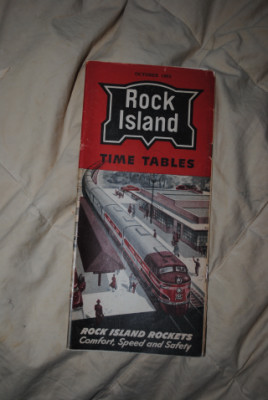 Rock
Island
TIME TABLES
ROCK ISLAND ROCKETS
Comfort, Speed and Safety